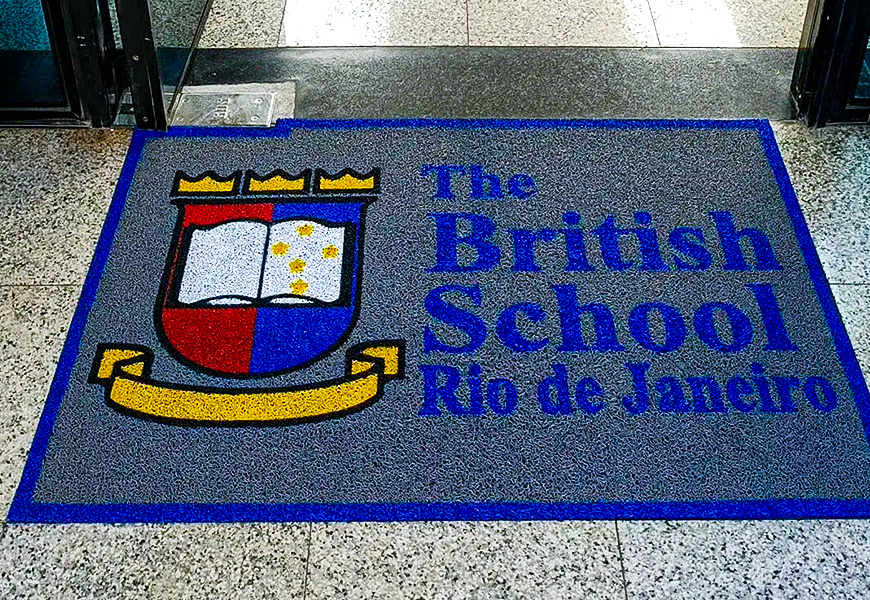 The
British
School
Rio de Janeiro